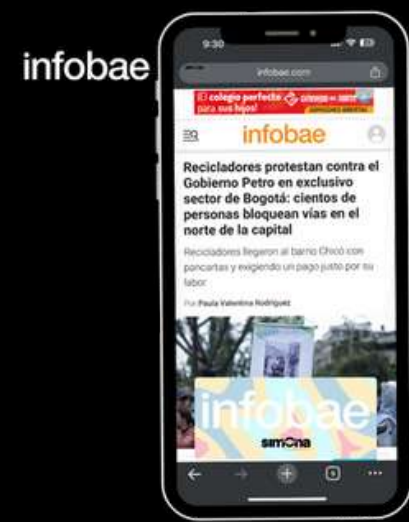 infobae
9:30
infobae.com
El colegio perfecto
para sus hijos!
infobae
Recicladores protestan contra el
Gobierno Petro en exclusivo
sector de Bogotá: cientos de
personas bloquean vías en el
norte de la capital
Recicladores llegaron al barrio Chicó con
pancartas y exigiendo un pago justo por su
labor
Por Paula Valentina Rodríguez
infobae
simona